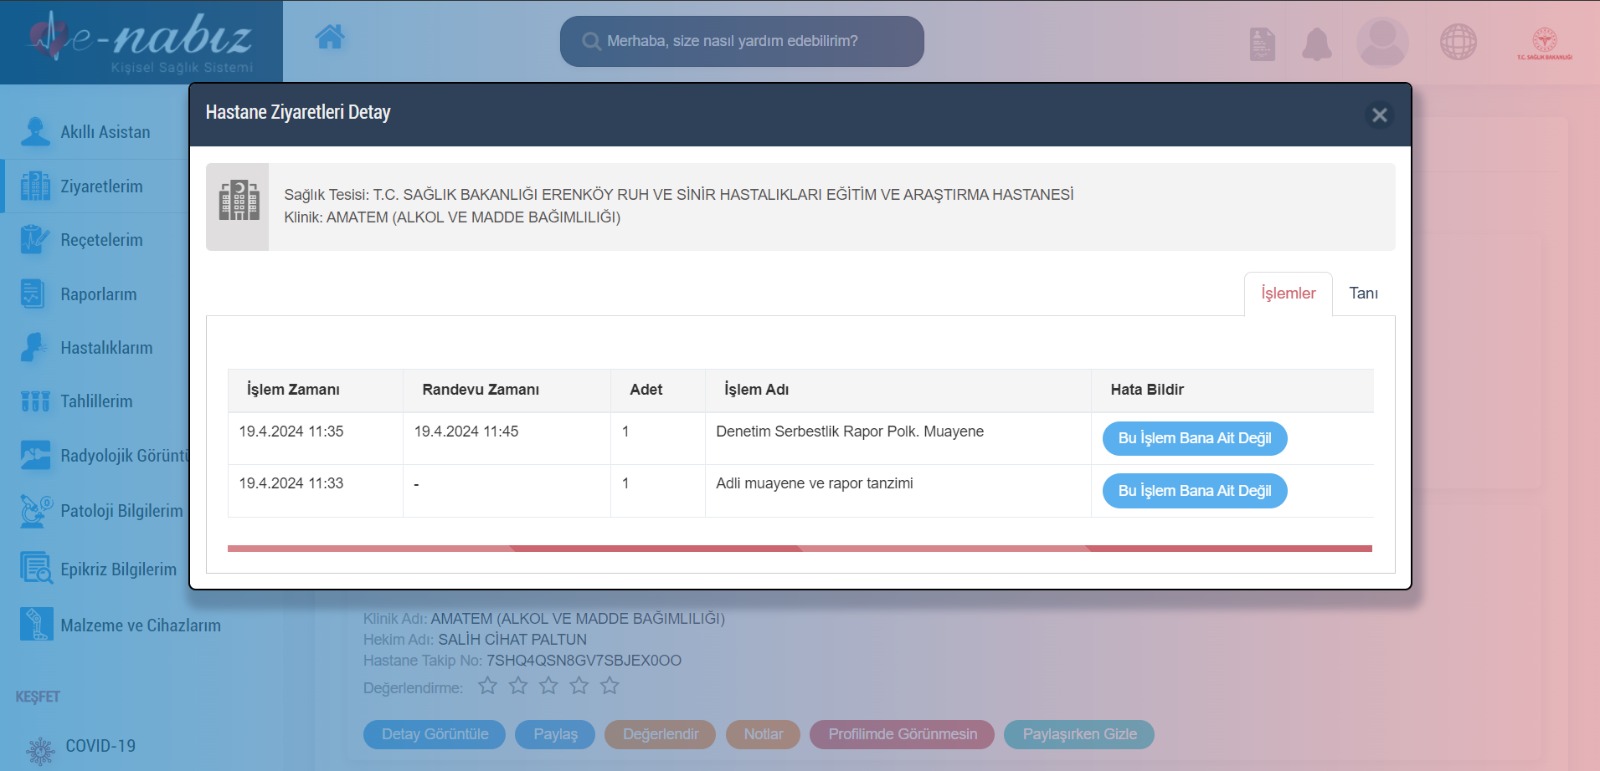 e-nabız
Kişisel Sağlık Sistemi
Merhaba, size nasıl yardım edebilirim?
T.C. SAĞLIK BAKANLIĞI
Hastane Ziyaretleri Detay
Akıllı Asistan
Ziyaretlerim
Reçetelerim
Raporlarım
Hastalıklarım
Tahlillerim
Radyolojik Görüntü
Patoloji Bilgilerim
Epikriz Bilgilerim
Malzeme ve Cihazlarım
KEŞFET
COVID-19
Sağlık Tesisi: T.C. SAĞLIK BAKANLIĞI ERENKÖY RUH VE SİNİR HASTALIKLARI EĞİTİM VE ARAŞTIRMA HASTANESİ
Klinik: AMATEM (ALKOL VE MADDE BAĞIMLILIĞI)
İşlemler Tanı
İşlem Zamanı Randevu Zamanı Adet İşlem Adı Hata Bildir
19.4.2024 11:35 19.4.2024 11:45 1 Denetim Serbestlik Rapor Polk. Muayene Bu İşlem Bana Ait Değil
19.4.2024 11:33 - 1 Adli muayene ve rapor tanzimi Bu İşlem Bana Ait Değil
Klinik Adı: AMATEM (ALKOL VE MADDE BAĞIMLILIĞI)
Hekim Adı: SALİH CİHAT PALTUN
Hastane Takip No: 7SHQ4QSN8GV7SBJEX0OO
Değerlendirme:
Detay Görüntüle Paylaş Değerlendir Notlar Profilimde Görünmesin Paylaşırken Gizle